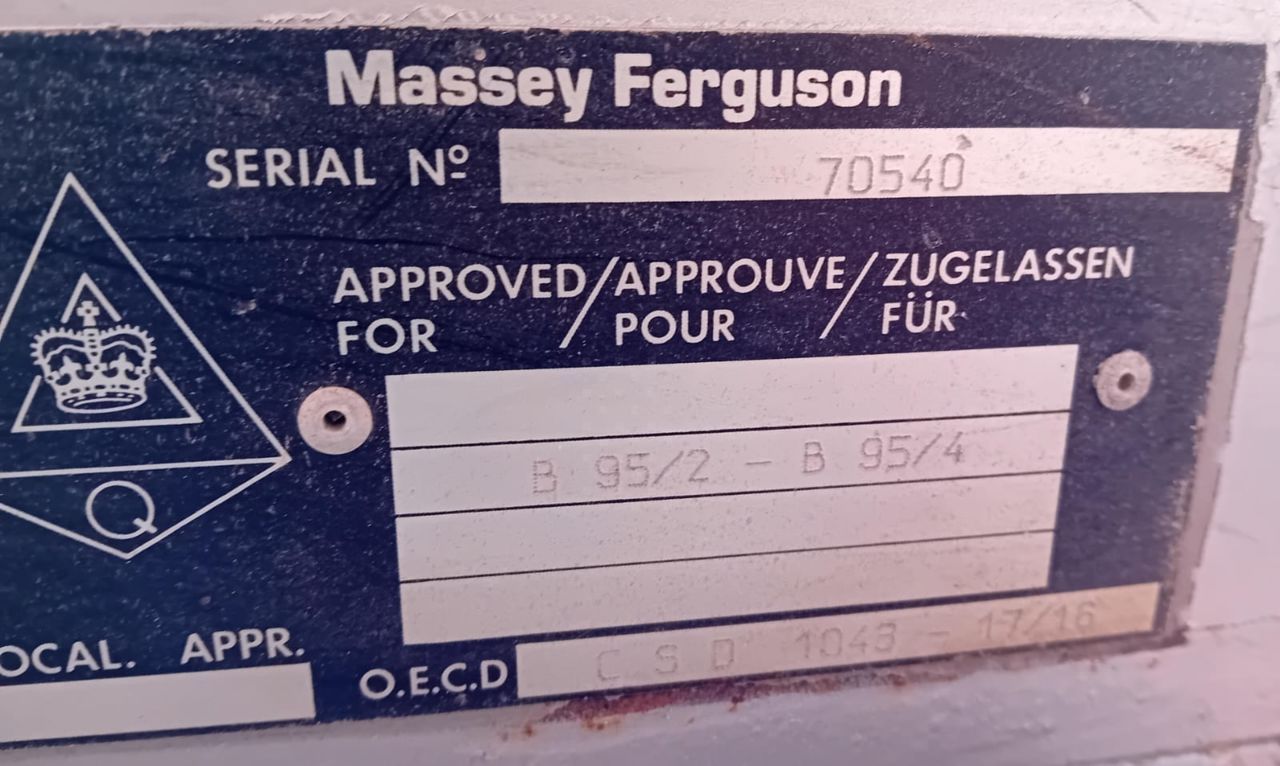 Massey Ferguson
SERIAL Nº 70540
APPROVED/APPROUVE/ZUGELASSEN
FOR / POUR / FÜR
B 95/2 - B 95/4
Q
OCAL. APPR.
O.E.C.D C S D 1043 - 17/16